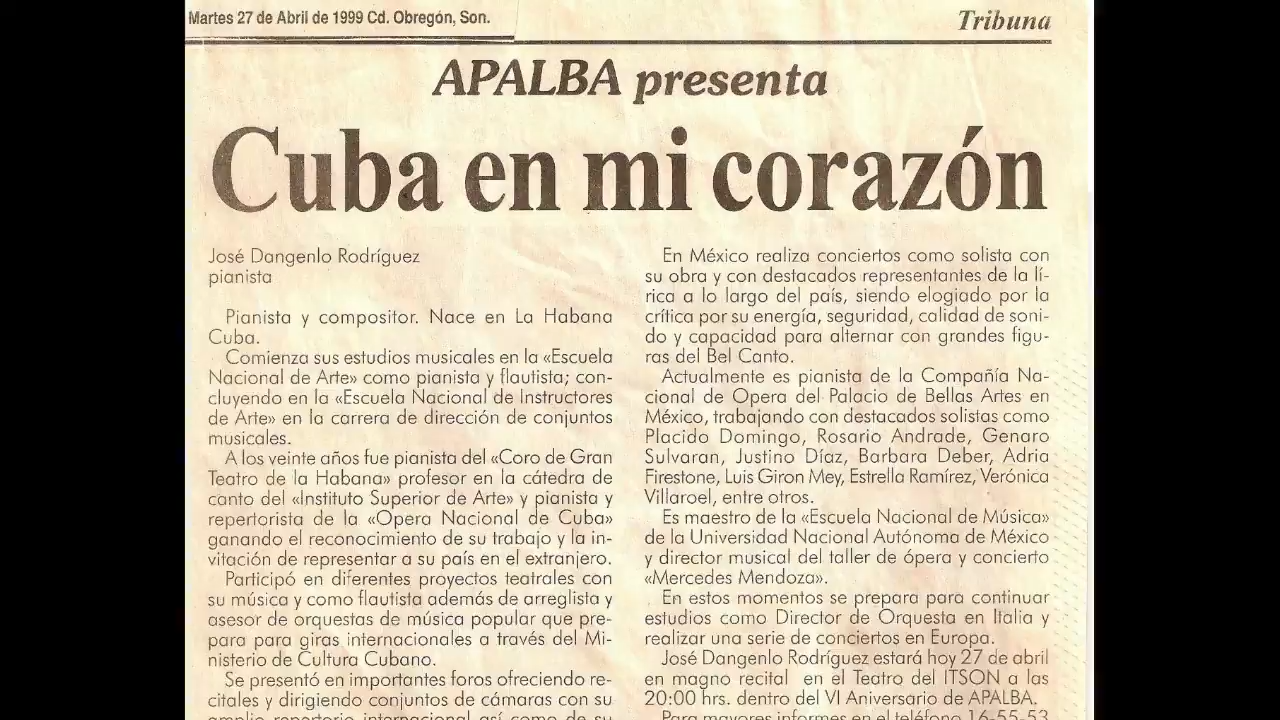 Martes 27 de Abril de 1999 Cd. Obregón, Son.
Tribuna
APALBA presenta
Cuba en mi corazón
José Dangenlo Rodríguez
pianista
Pianista y compositor. Nace en La Habana
Cuba.
Comienza sus estudios musicales en la «Escuela
Nacional de Arte» como pianista y flautista; con-
cluyendo en la «Escuela Nacional de Instructores
de Arte» en la carrera de dirección de conjuntos
musicales.
A los veinte años fue pianista del «Coro de Gran
Teatro de la Habana» profesor en la cátedra de
canto del «Instituto Superior de Arte» y pianista y
repertorista de la «Opera Nacional de Cuba»
ganando el reconocimiento de su trabajo y la in-
vitación de representar a su país en el extranjero.
Participó en diferentes proyectos teatrales con
su música y como flautista además de arreglista y
asesor de orquestas de música popular que pre-
para para giras internacionales a través del Mi-
nisterio de Cultura Cubano.
Se presentó en importantes foros ofreciendo re-
citales y dirigiendo conjuntos de cámaras con su
amplio repertorio internacional así como de su
En México realiza conciertos como solista con
su obra y con destacados representantes de la lí-
rica a lo largo del país, siendo elogiado por la
crítica por su energía, seguridad, calidad de soni-
do y capacidad para alternar con grandes figu-
ras del Bel Canto.
Actualmente es pianista de la Compañía Na-
cional de Opera del Palacio de Bellas Artes en
México, trabajando con destacados solistas como
Placido Domingo, Rosario Andrade, Genaro
Sulvaran, Justino Díaz, Barbara Deber, Adria
Firestone, Luis Giron Mey, Estrella Ramírez, Verónica
Villaroel, entre otros.
Es maestro de la «Escuela Nacional de Música»
de la Universidad Nacional Autónoma de México
y director musical del taller de ópera y concierto
«Mercedes Mendoza».
En estos momentos se prepara para continuar
estudios como Director de Orquesta en Italia y
realizar una serie de conciertos en Europa.
José Dangenlo Rodríguez estará hoy 27 de abril
en magno recital en el Teatro del ITSON a las
20:00 hrs. dentro del VI Aniversario de APALBA.
Para mayores informes en el teléfono 16-55-53